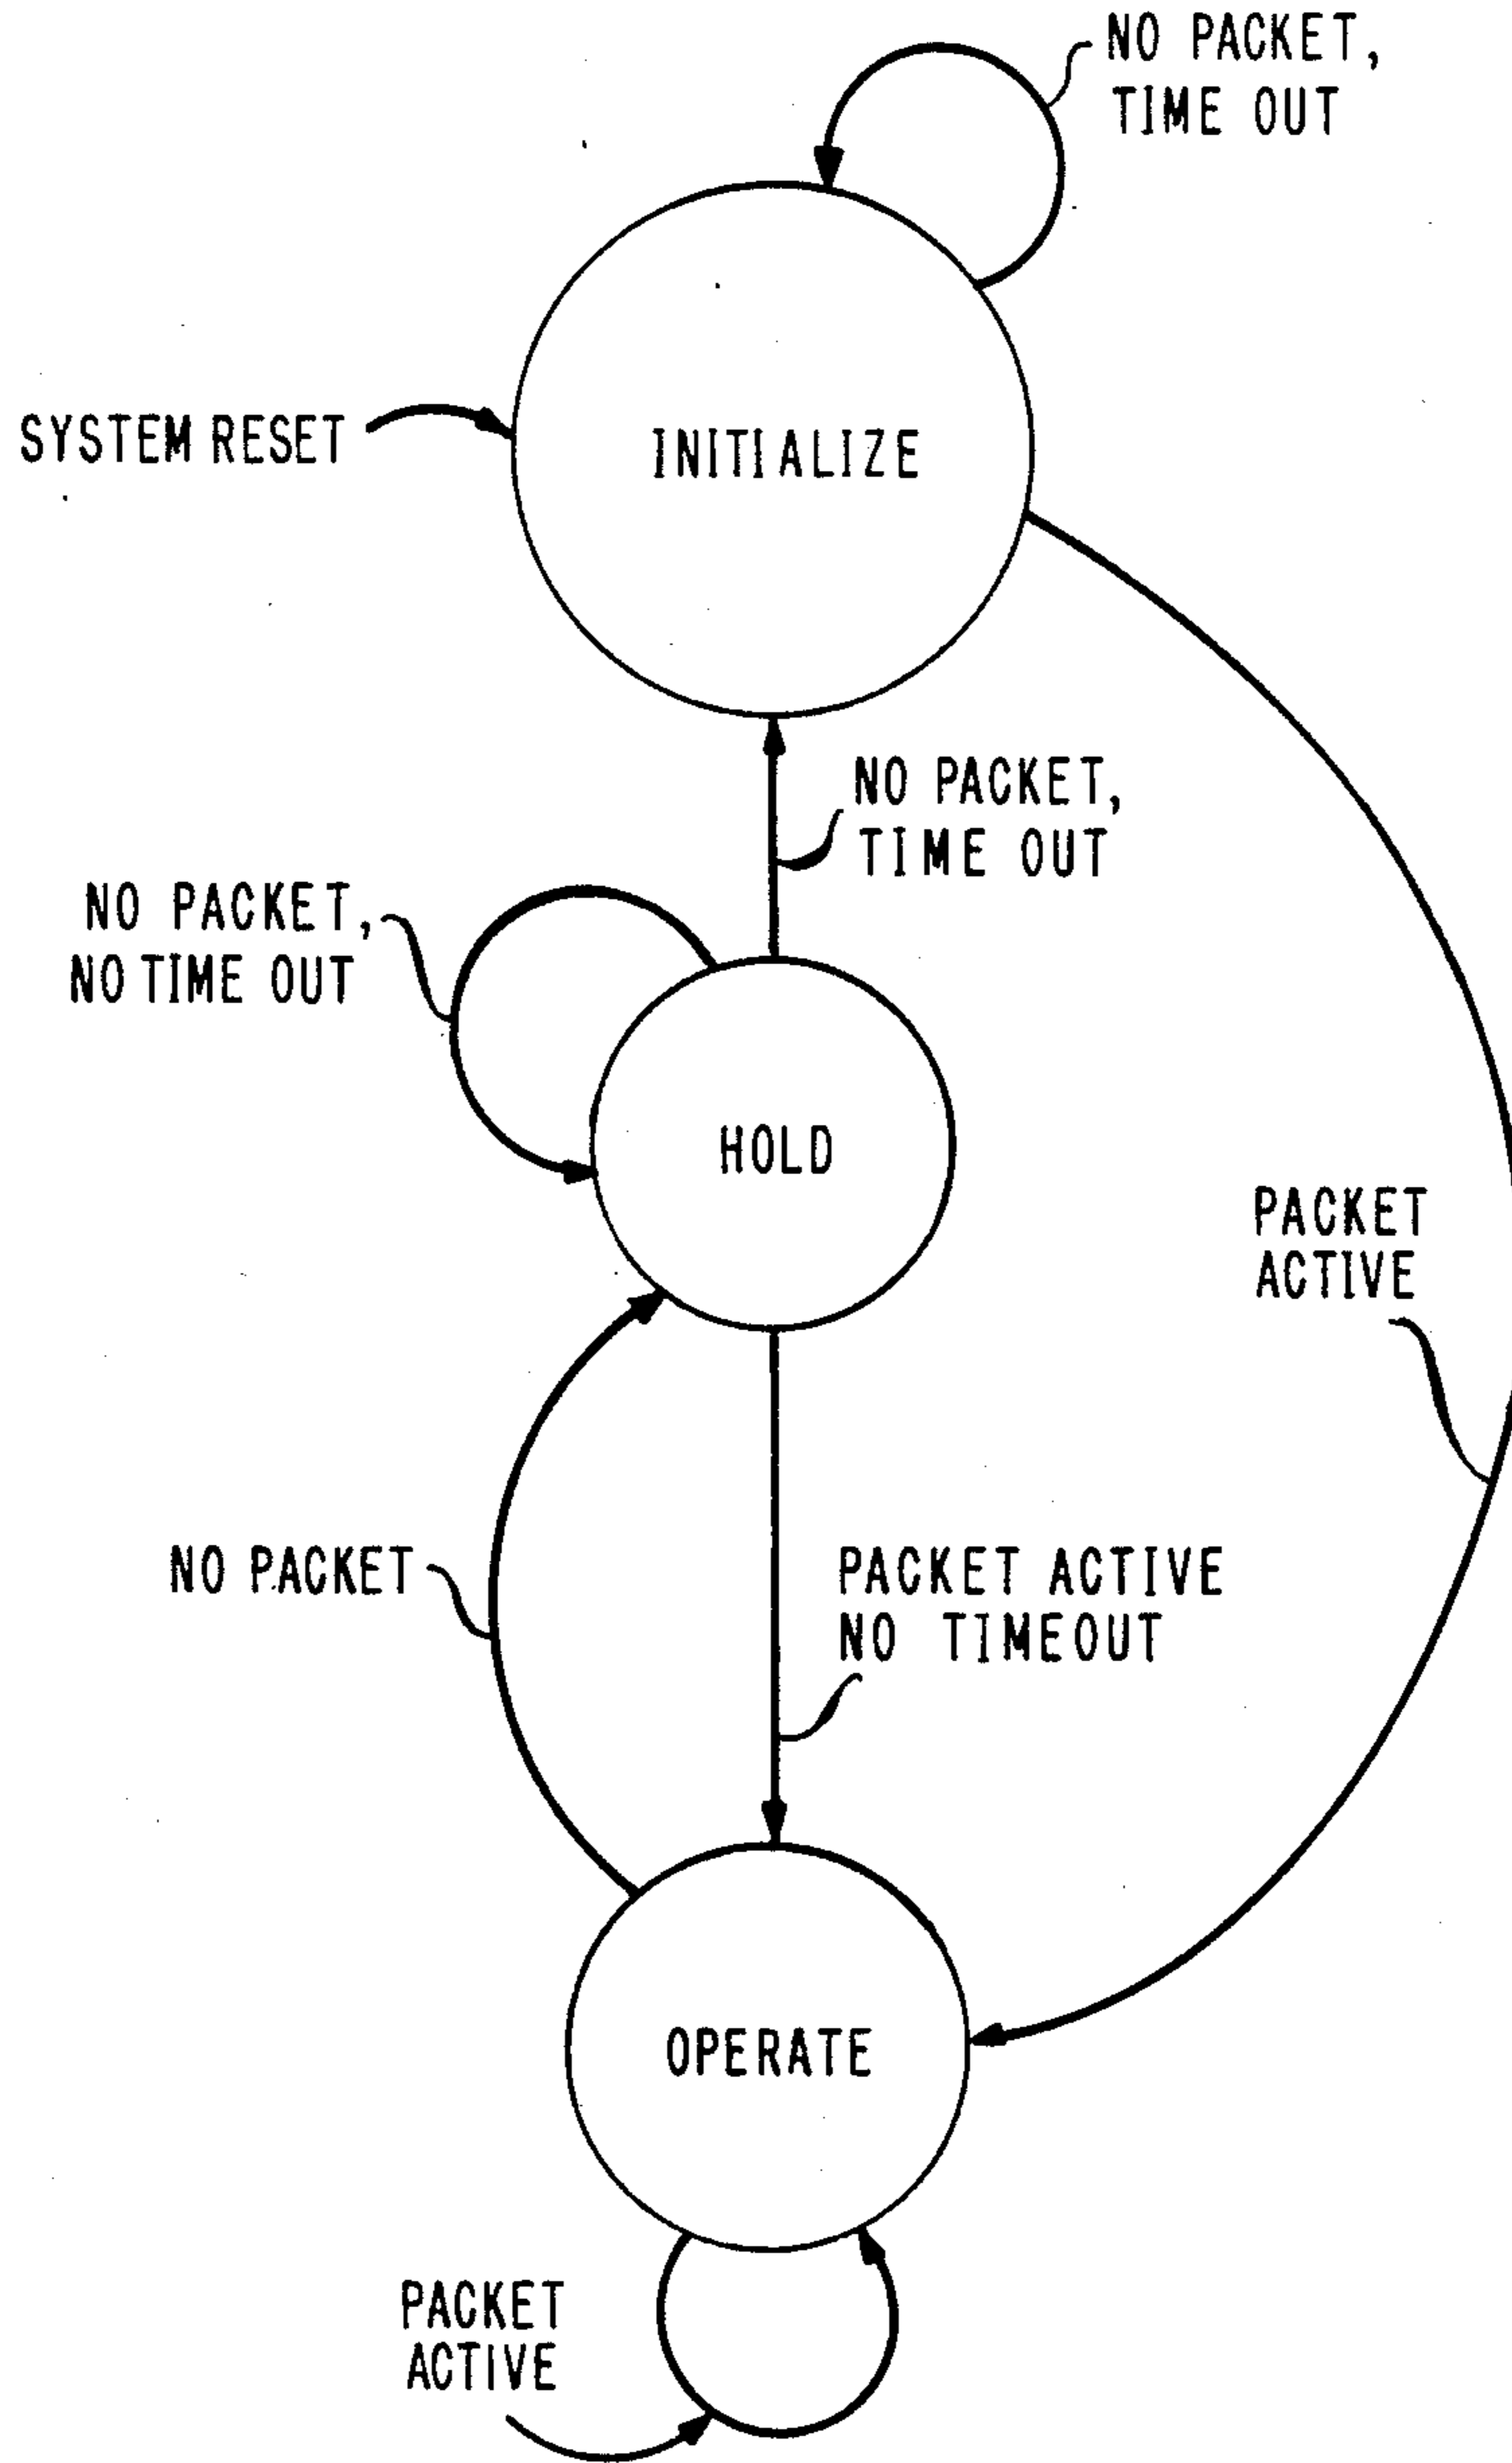 NO PACKET,
TIME OUT
SYSTEM RESET
INITIALIZE
NO PACKET,
TIME OUT
NO PACKET,
NO TIME OUT
HOLD
PACKET
ACTIVE
NO PACKET
PACKET ACTIVE
NO TIMEOUT
OPERATE
PACKET
ACTIVE